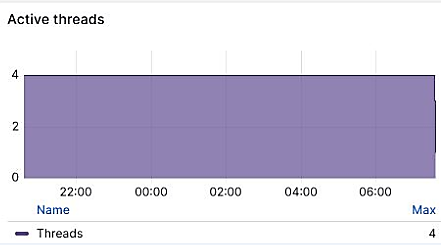 Active threads
4
2
0
22:00 00:00 02:00 04:00 06:00
Name Max
Threads 4